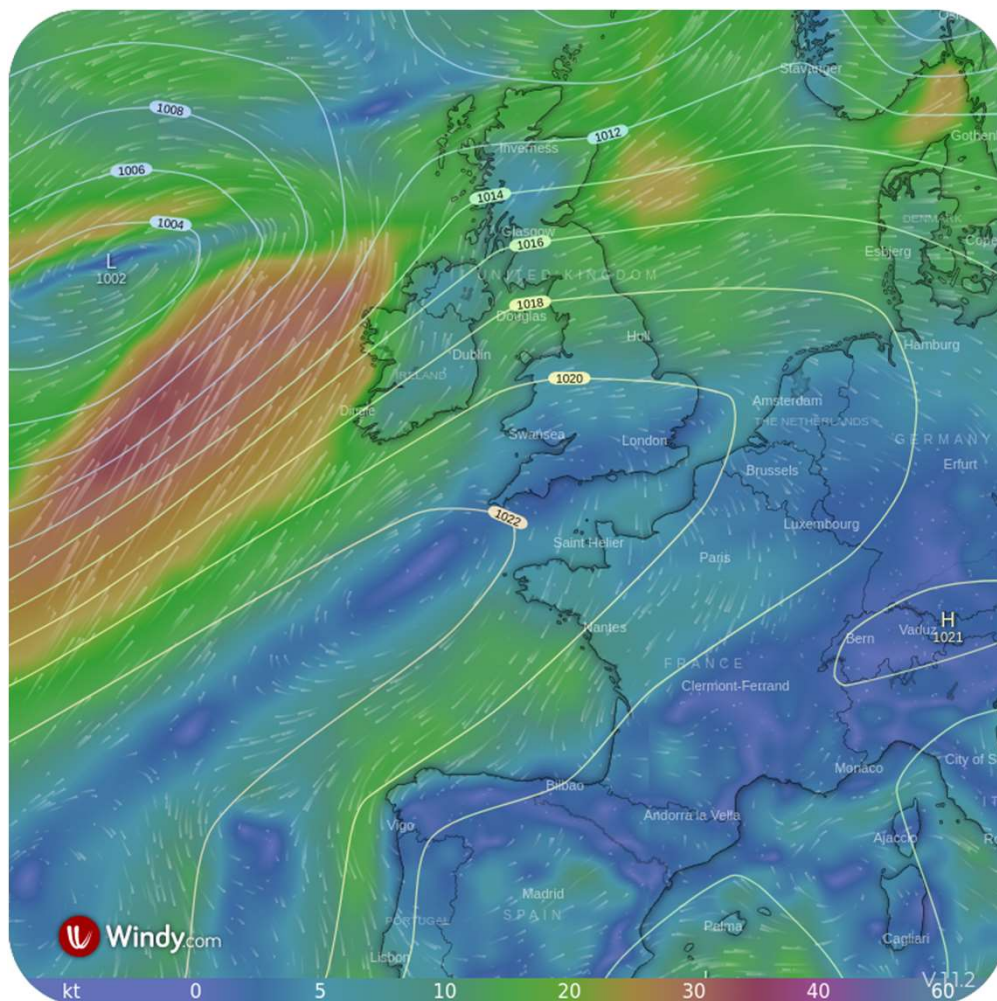 Stavanger
1008
Gothen
1012
Inverness
1006
1014
DENMARK
1004
Glasgow
Cope
1016
Esbjerg
L
1002
UNITED KINGDOM
1018
Douglas
Hull
Hamburg
Dublin
IRELAND
1020
Amsterdam
Dingle
THE NETHERLANDS
Swansea
London
GERMANY
Brussels
Erfurt
1022
Luxembourg
Saint Helier
Paris
H
Nantes
Vaduz
1021
Bern
FRANCE
Clermont-Ferrand
City of S
Monaco
Bilbao
Andorra la Vella
Vigo
Ajaccio
Madrid
SPAIN
PORTUGAL
Palma
Windy.com
Cagliari
Lisbon
V.11.2
kt 0 5 10 20 30 40 60